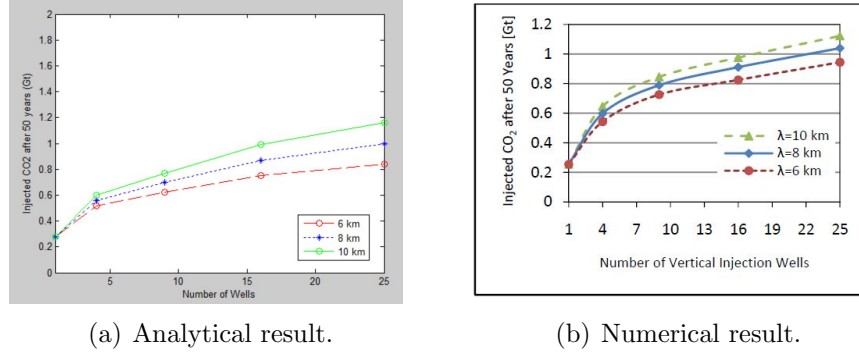 2
1.8
1.6
1.4
1.2
1
0.8
0.6
0.4
0.2
0
Injected CO2 after 50 years (Gt)
5 10 15 20 25
Number of Wells
6 km
8 km
10 km
(a) Analytical result.
1.2
1
0.8
0.6
0.4
0.2
0
Injected CO₂ after 50 Years [Gt]
λ=10 km
λ=8 km
λ=6 km
1 4 7 10 13 16 19 22 25
Number of Vertical Injection Wells
(b) Numerical result.